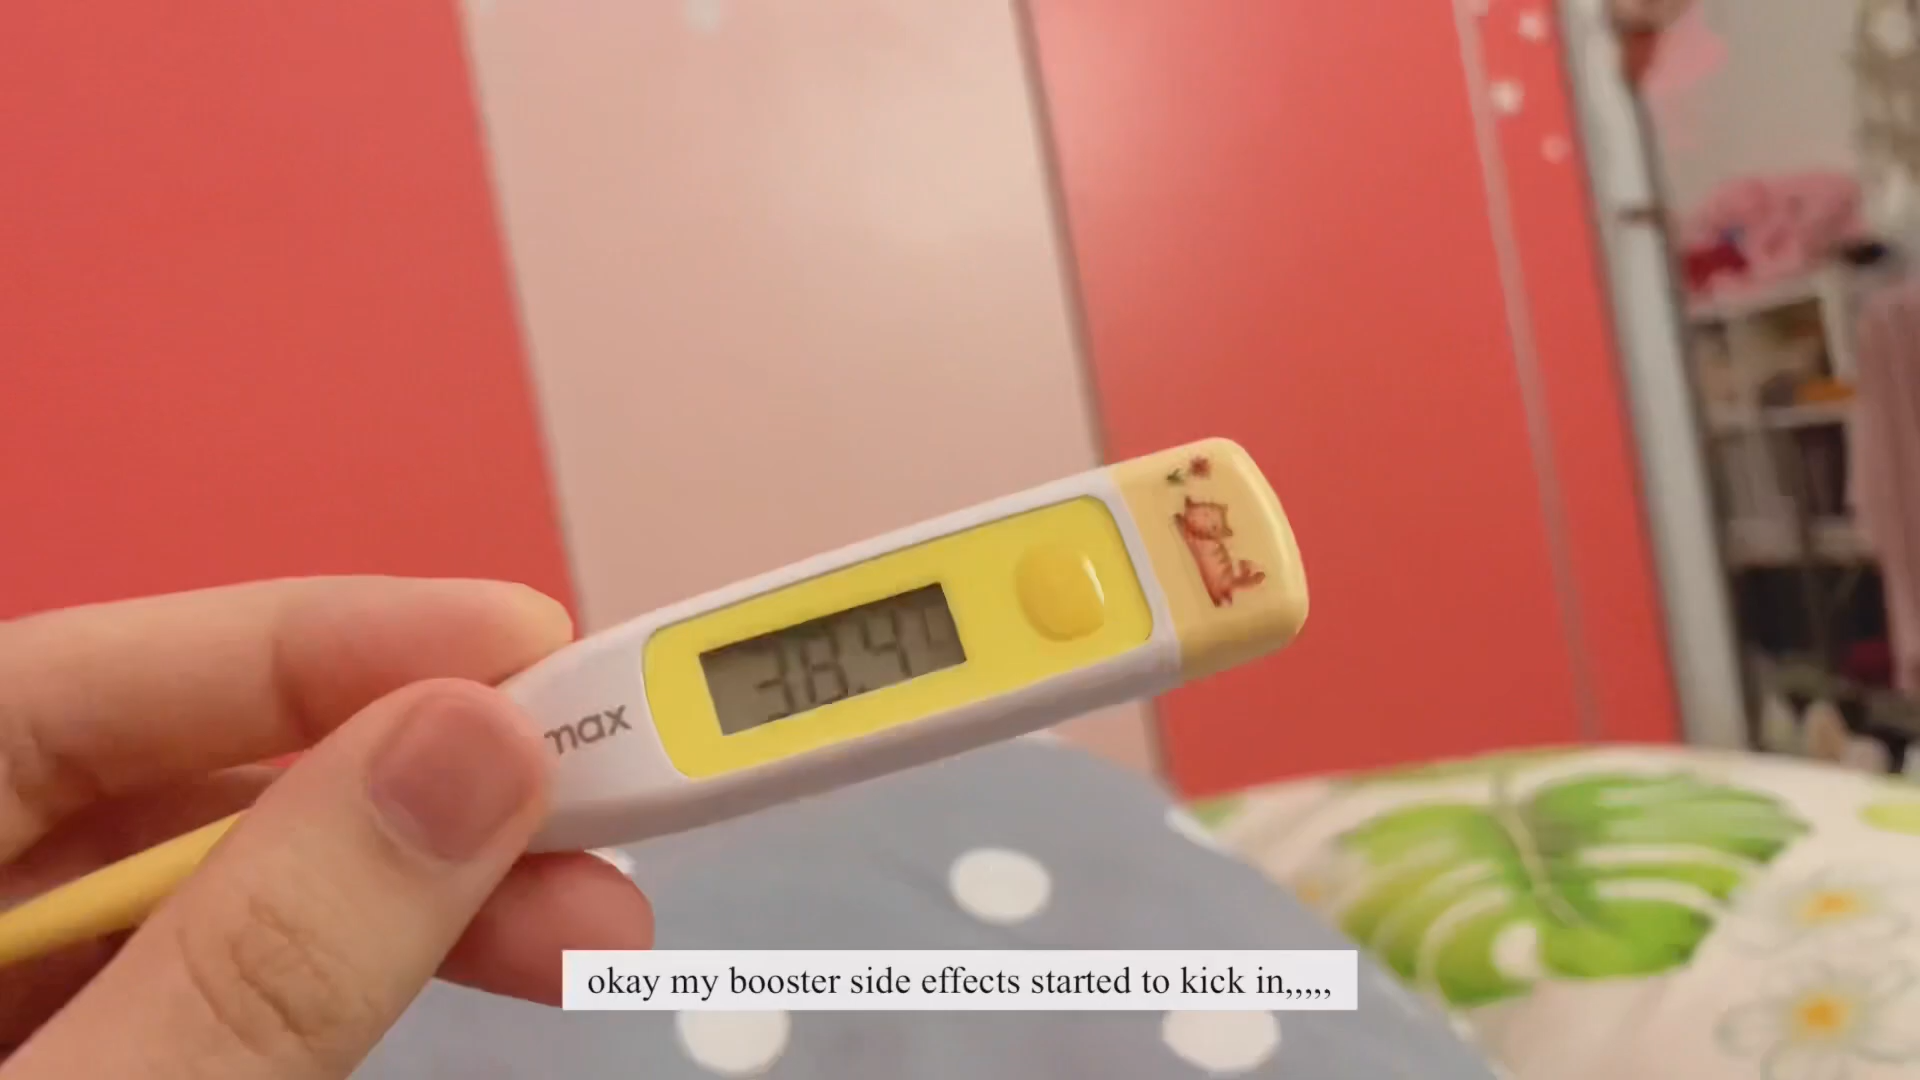 38.4
max
okay my booster side effects started to kick in,,,,,